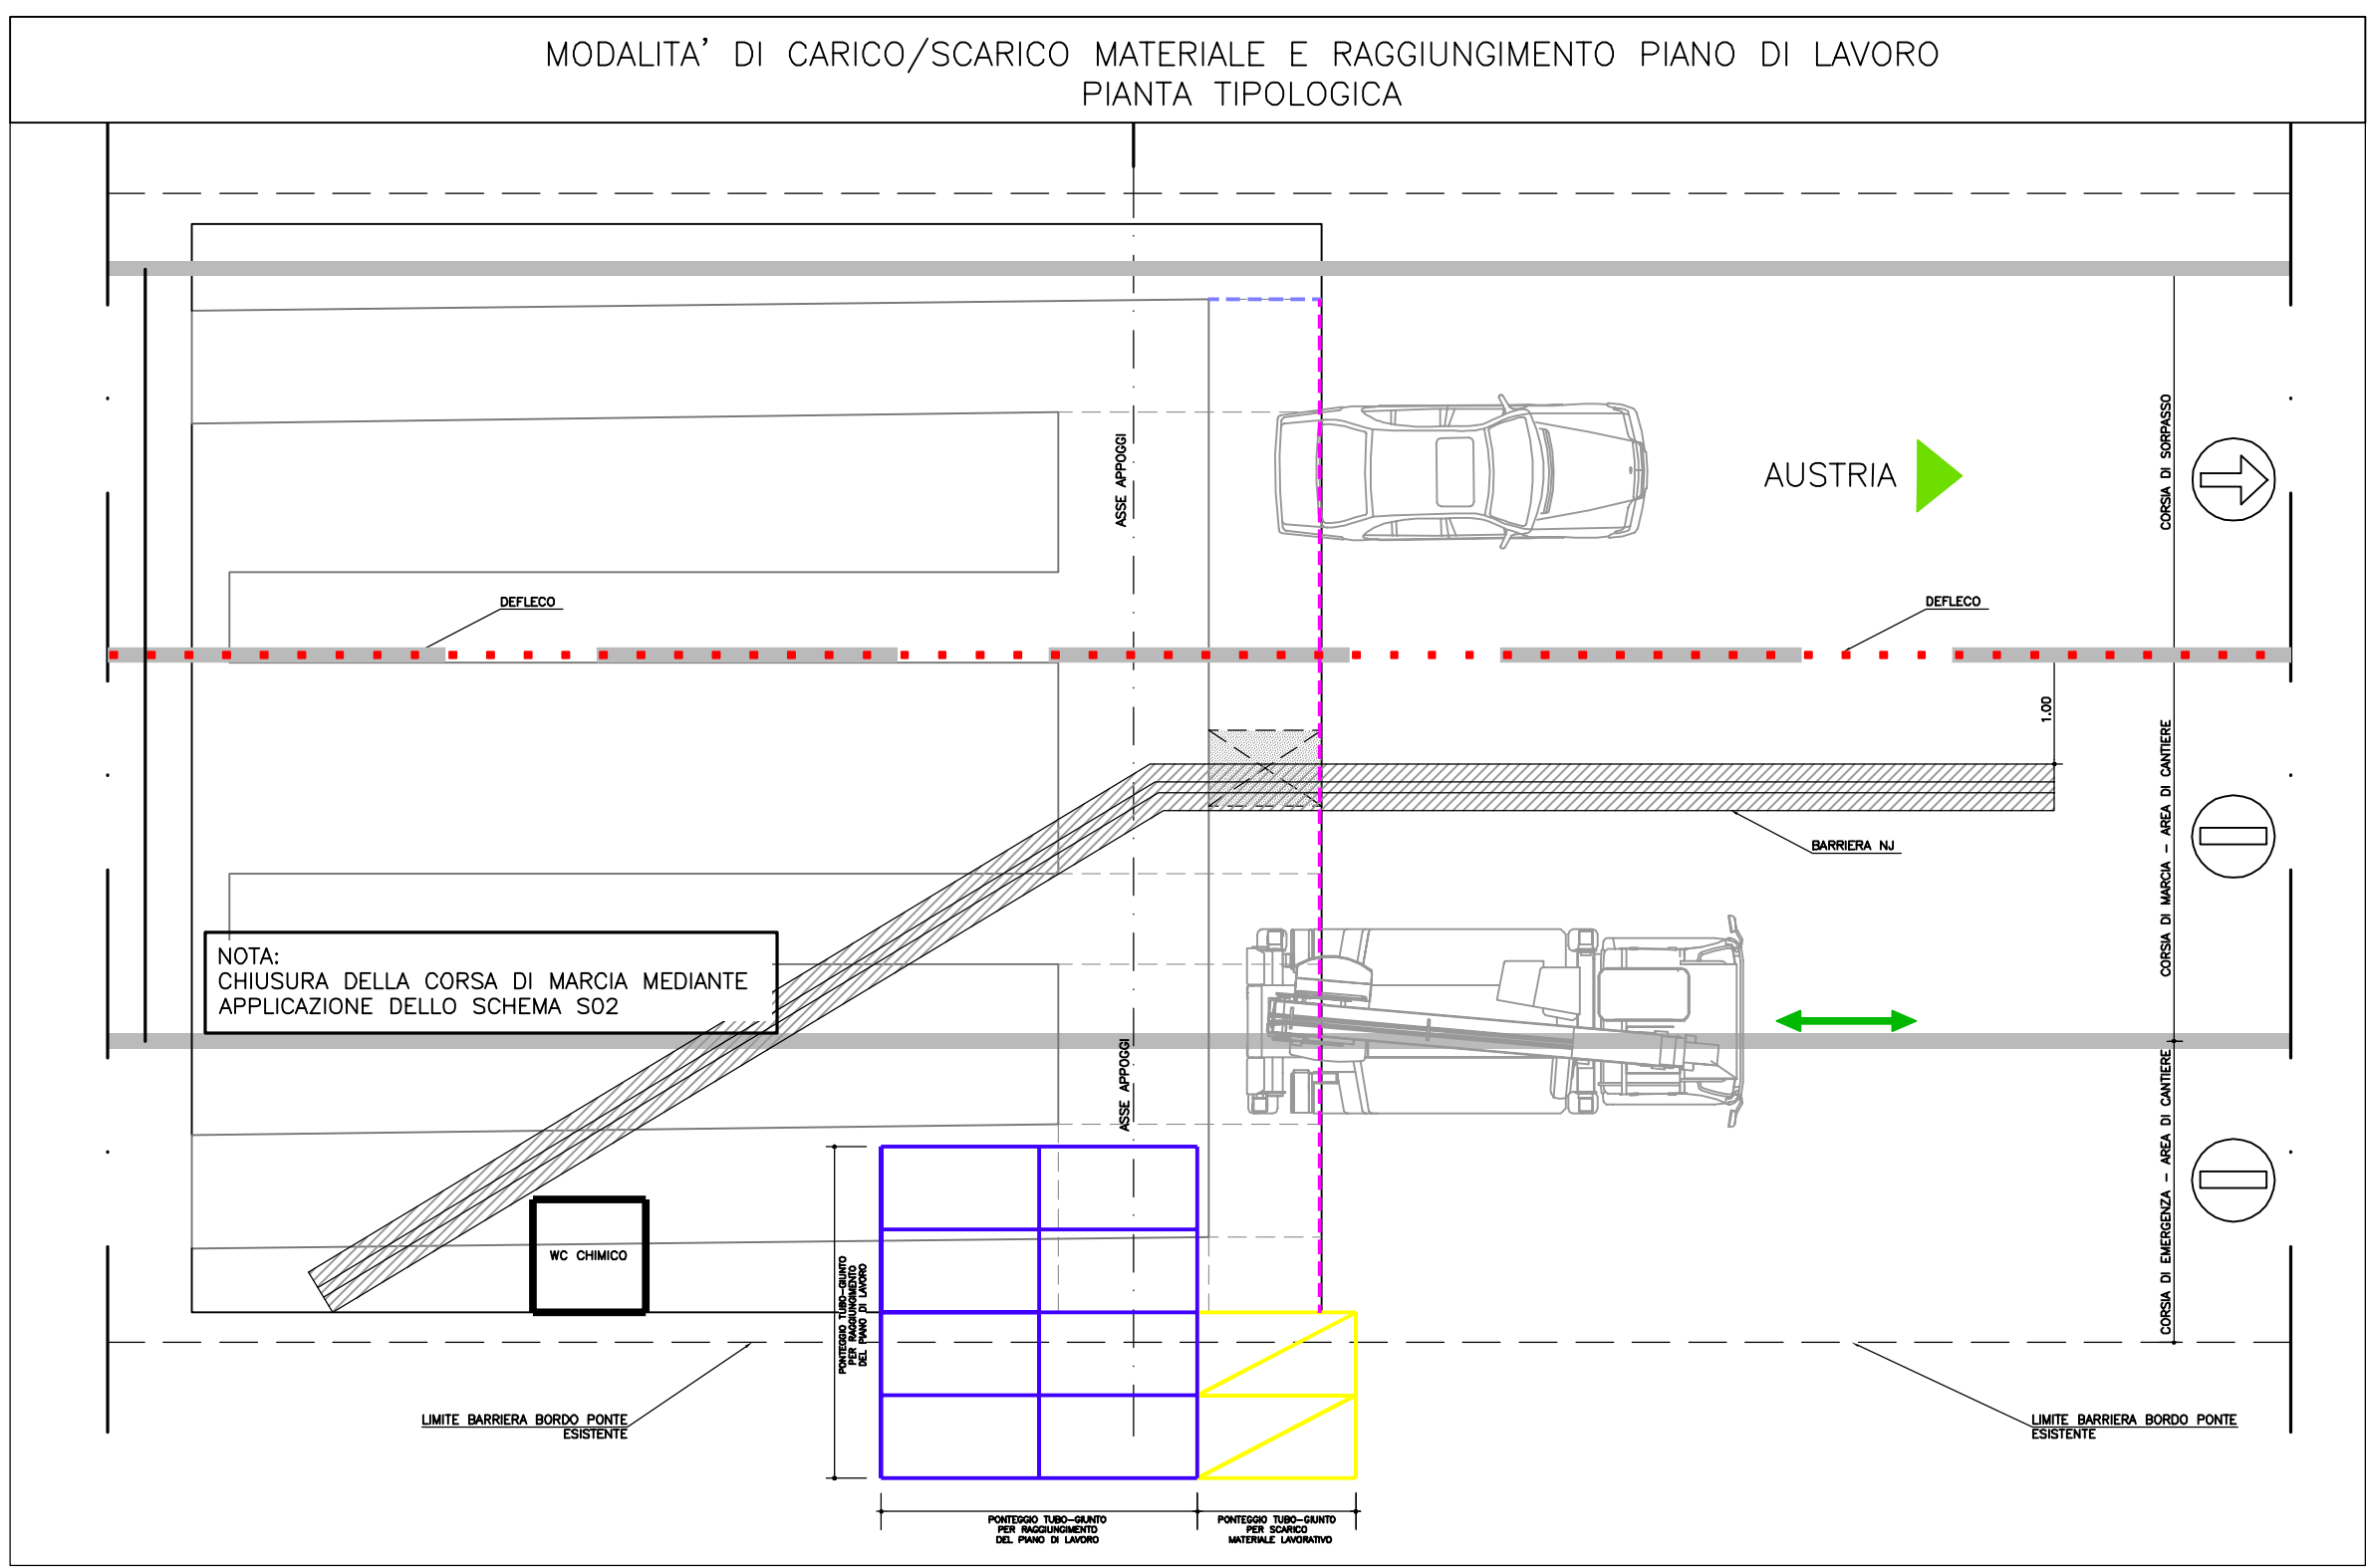 MODALITA' DI CARICO/SCARICO MATERIALE E RAGGIUNGIMENTO PIANO DI LAVORO
PIANTA TIPOLOGICA
ASSE APPOGGI
AUSTRIA
CORSIA DI SORPASSO
DEFLECO
DEFLECO
1.00
CORSIA DI MARCIA - AREA DI CANTIERE
BARRIERA NJ
NOTA:
CHIUSURA DELLA CORSA DI MARCIA MEDIANTE
APPLICAZIONE DELLO SCHEMA S02
ASSE APPOGGI
CORSIA DI EMERGENZA - AREA DI CANTIERE
WC CHIMICO
PONTEGGIO TUBO-GIUNTO
PER RAGGIUNGIMENTO
DEL PIANO DI LAVORO
LIMITE BARRIERA BORDO PONTE
ESISTENTE
LIMITE BARRIERA BORDO PONTE
ESISTENTE
PONTEGGIO TUBO-GIUNTO
PER RAGGIUNGIMENTO
DEL PIANO DI LAVORO
PONTEGGIO TUBO-GIUNTO
PER SCARICO
MATERIALE LAVORATIVO